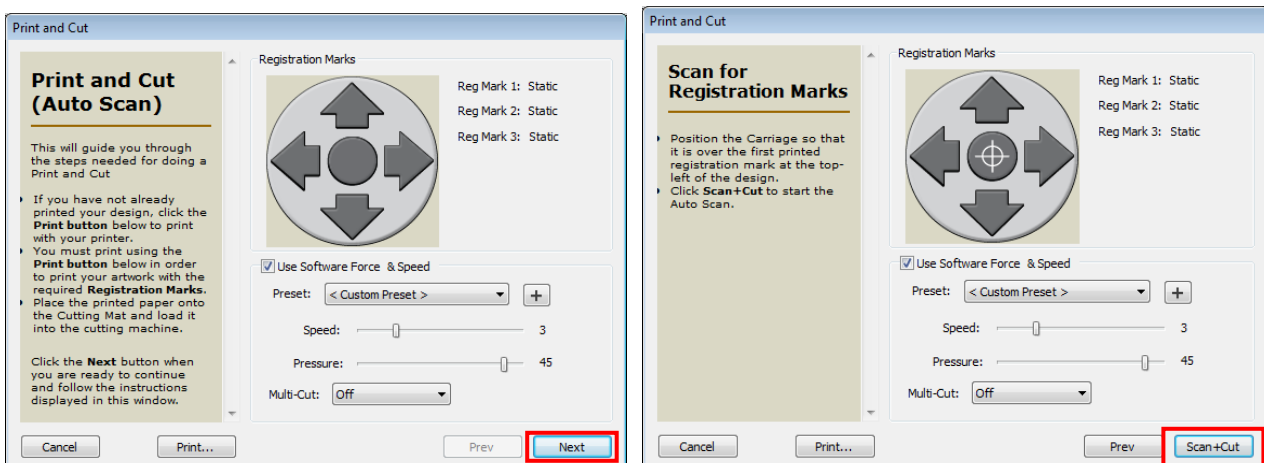 Print and Cut
Print and Cut
(Auto Scan)
This will guide you through
the steps needed for doing a
Print and Cut
If you have not already
printed your design, click the
Print button below to print
with your printer.
You must print using the
Print button below in order
to print your artwork with the
required Registration Marks.
Place the printed paper onto
the Cutting Mat and load it
into the cutting machine.
Click the Next button when
you are ready to continue
and follow the instructions
displayed in this window.
Registration Marks
Reg Mark 1: Static
Reg Mark 2: Static
Reg Mark 3: Static
Use Software Force & Speed
Preset: < Custom Preset > +
Speed: 3
Pressure: 45
Multi-Cut: Off
Cancel Print... Prev Next
Print and Cut
Scan for
Registration Marks
Position the Carriage so that
it is over the first printed
registration mark at the top-
left of the design.
Click Scan+Cut to start the
Auto Scan.
Registration Marks
Reg Mark 1: Static
Reg Mark 2: Static
Reg Mark 3: Static
Use Software Force & Speed
Preset: < Custom Preset > +
Speed: 3
Pressure: 45
Multi-Cut: Off
Cancel Print... Prev Scan+Cut